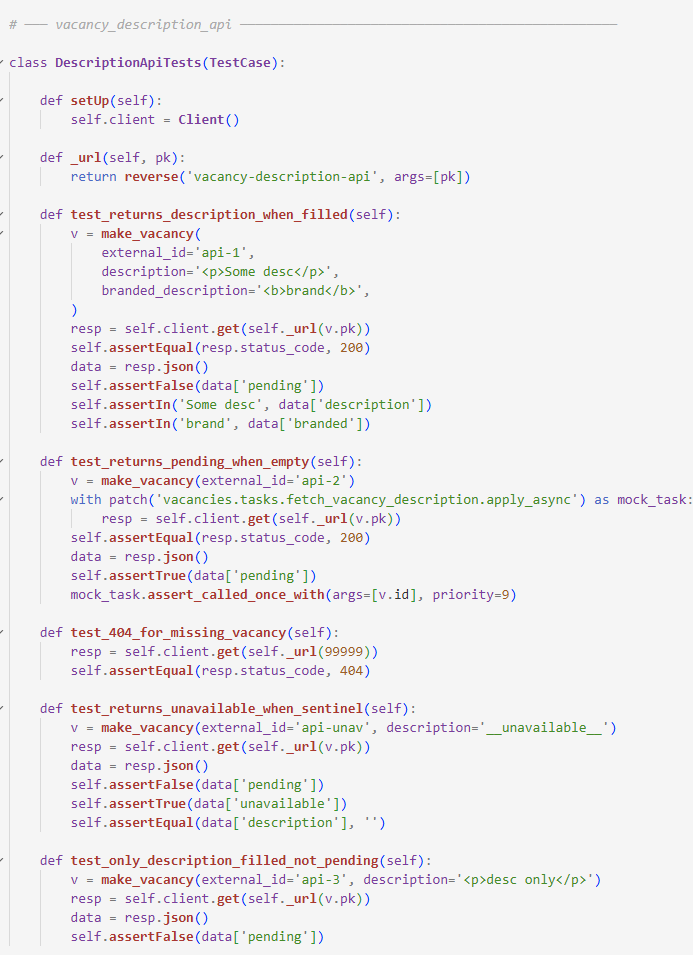 # —— vacancy_description_api ————————————————————————
class DescriptionApiTests(TestCase):
    def setUp(self):
        self.client = Client()
    def _url(self, pk):
        return reverse('vacancy-description-api', args=[pk])
    def test_returns_description_when_filled(self):
        v = make_vacancy(
            external_id='api-1',
            description='<p>Some desc</p>',
            branded_description='<b>brand</b>',
        )
        resp = self.client.get(self._url(v.pk))
        self.assertEqual(resp.status_code, 200)
        data = resp.json()
        self.assertFalse(data['pending'])
        self.assertIn('Some desc', data['description'])
        self.assertIn('brand', data['branded'])
    def test_returns_pending_when_empty(self):
        v = make_vacancy(external_id='api-2')
        with patch('vacancies.tasks.fetch_vacancy_description.apply_async') as mock_task:
            resp = self.client.get(self._url(v.pk))
        self.assertEqual(resp.status_code, 200)
        data = resp.json()
        self.assertTrue(data['pending'])
        mock_task.assert_called_once_with(args=[v.id], priority=9)
    def test_404_for_missing_vacancy(self):
        resp = self.client.get(self._url(99999))
        self.assertEqual(resp.status_code, 404)
    def test_returns_unavailable_when_sentinel(self):
        v = make_vacancy(external_id='api-unav', description='__unavailable__')
        resp = self.client.get(self._url(v.pk))
        data = resp.json()
        self.assertFalse(data['pending'])
        self.assertTrue(data['unavailable'])
        self.assertEqual(data['description'], '')
    def test_only_description_filled_not_pending(self):
        v = make_vacancy(external_id='api-3', description='<p>desc only</p>')
        resp = self.client.get(self._url(v.pk))
        data = resp.json()
        self.assertFalse(data['pending'])